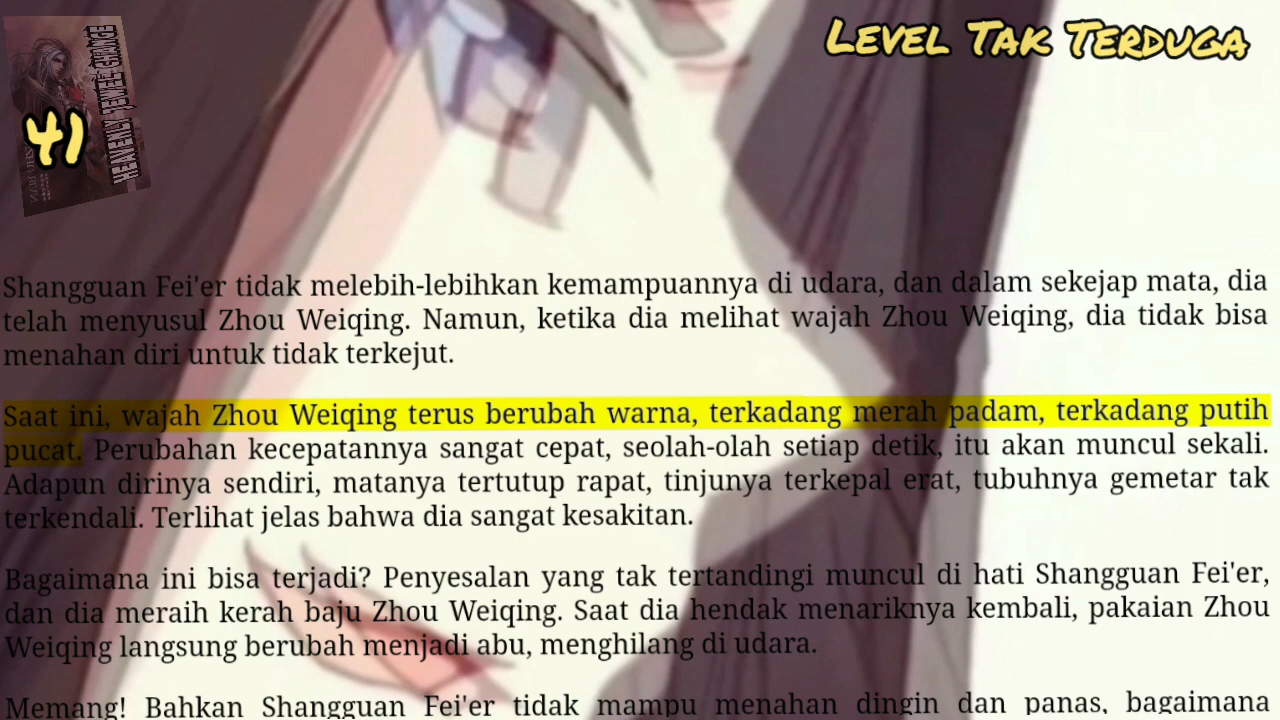 LEVEL TAK TERDUGA
HEAVENLY JEWEL CHANGE
41
Shangguan Fei'er tidak melebih-lebihkan kemampuannya di udara, dan dalam sekejap mata, dia
telah menyusul Zhou Weiqing. Namun, ketika dia melihat wajah Zhou Weiqing, dia tidak bisa
menahan diri untuk tidak terkejut.
Saat ini, wajah Zhou Weiqing terus berubah warna, terkadang merah padam, terkadang putih
pucat. Perubahan kecepatannya sangat cepat, seolah-olah setiap detik, itu akan muncul sekali.
Adapun dirinya sendiri, matanya tertutup rapat, tinjunya terkepal erat, tubuhnya gemetar tak
terkendali. Terlihat jelas bahwa dia sangat kesakitan.
Bagaimana ini bisa terjadi? Penyesalan yang tak tertandingi muncul di hati Shangguan Fei'er,
dan dia meraih kerah baju Zhou Weiqing. Saat dia hendak menariknya kembali, pakaian Zhou
Weiqing langsung berubah menjadi abu, menghilang di udara.
Memang! Bahkan Shangguan Fei'er tidak mampu menahan dingin dan panas, bagaimana